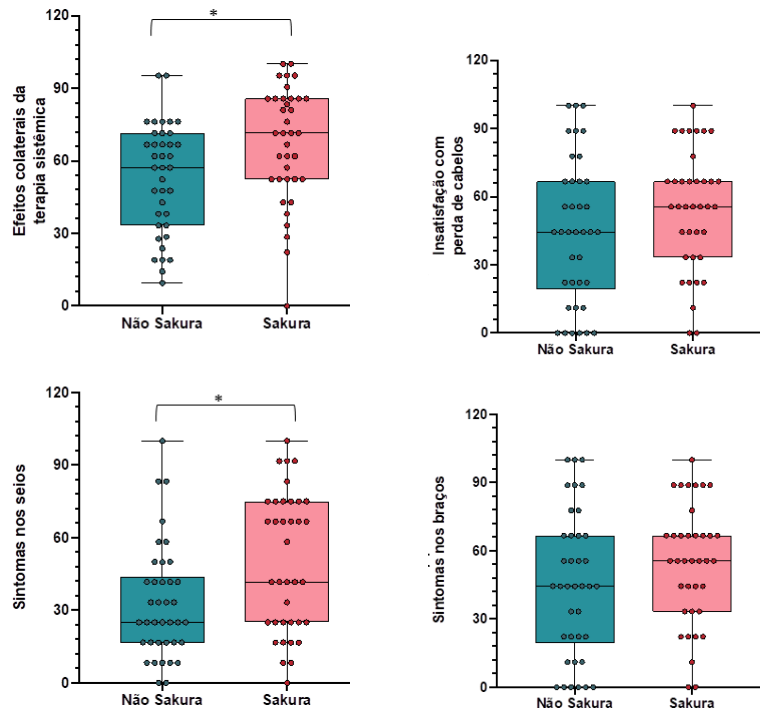 *
120
90
60
30
0
Efeitos colaterais da
terapia sistêmica
Não Sakura
Sakura
120
90
60
30
0
Insatisfação com
perda de cabelos
Não Sakura
Sakura
*
120
90
60
30
0
Sintomas nos seios
Não Sakura
Sakura
120
90
60
30
0
Sintomas nos braços
Não Sakura
Sakura